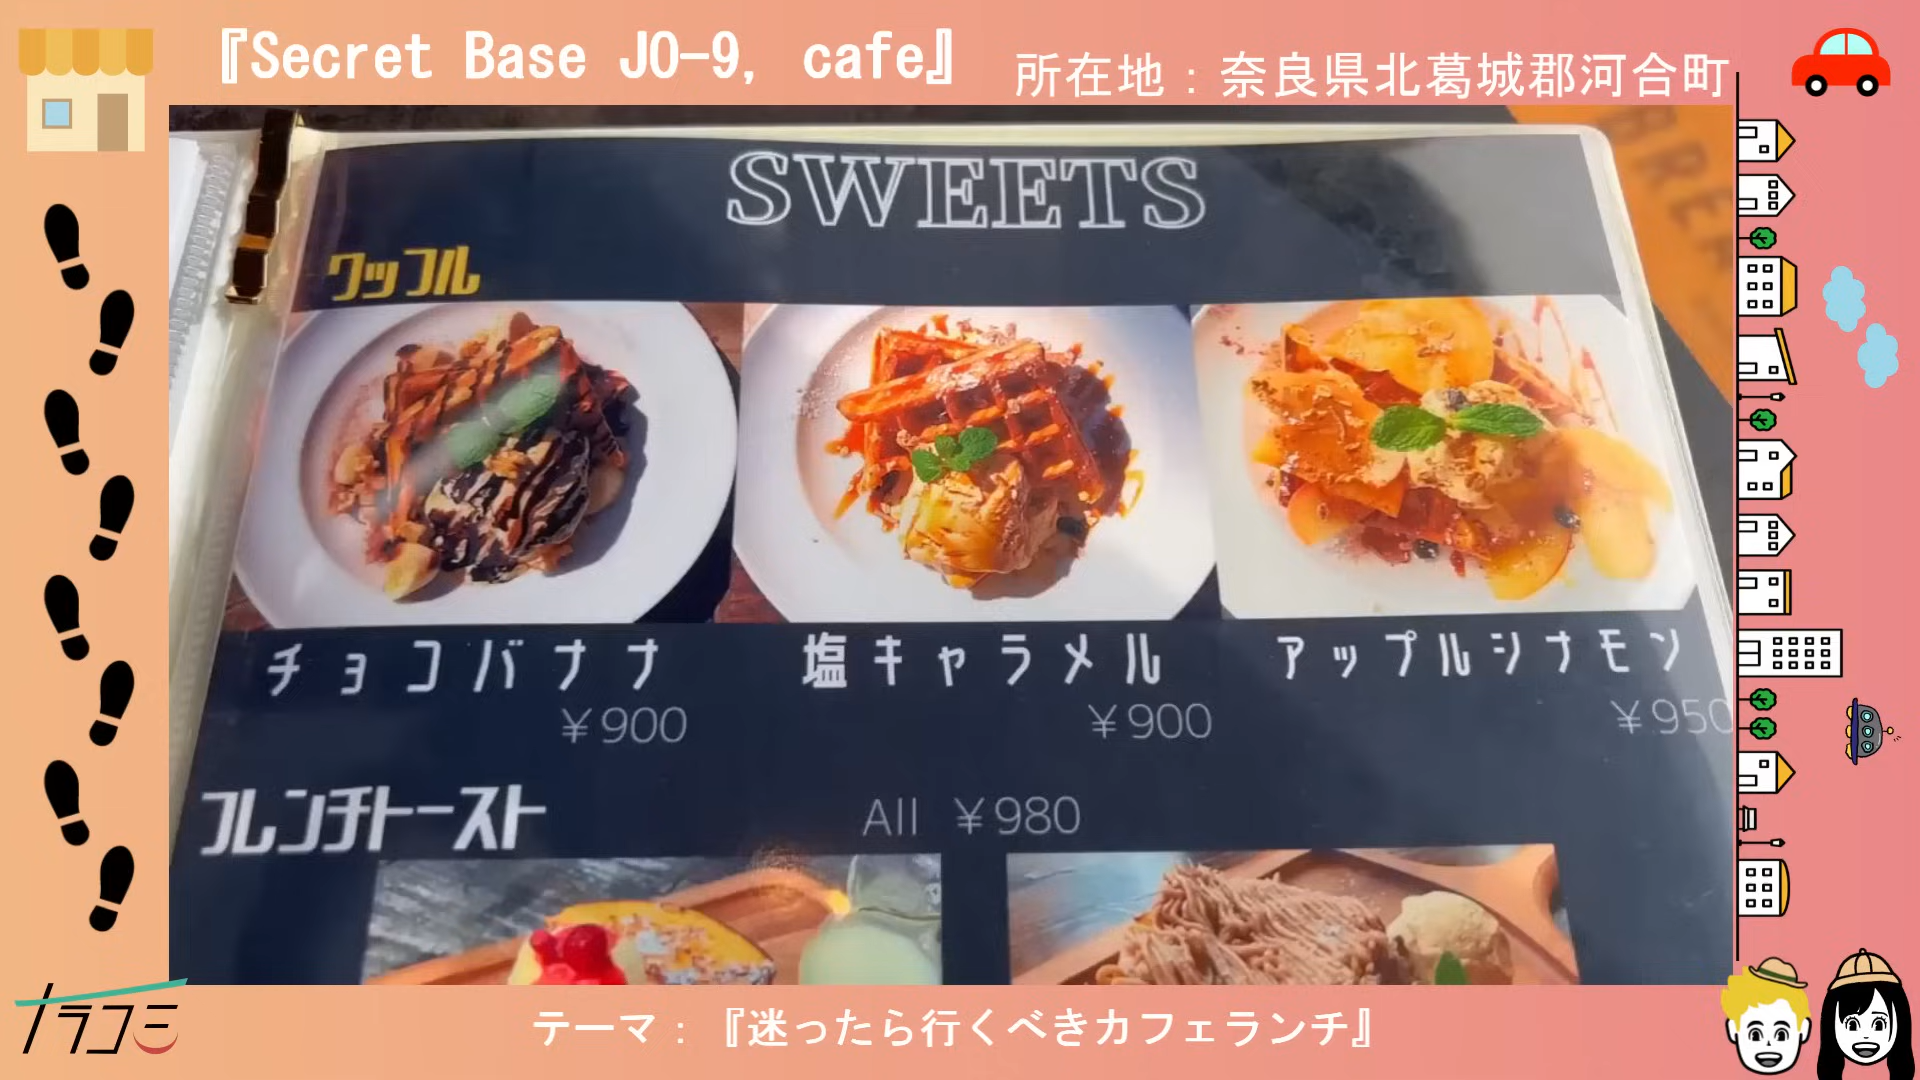 『Secret Base JO-9, cafe』
所在地：奈良県北葛城郡河合町
SWEETS
ワッフル
チョコバナナ
¥900
塩キャラメル
¥900
アップルシナモン
¥950
フレンチトースト
All ¥980
ナラコミ
テーマ：『迷ったら行くべきカフェランチ』